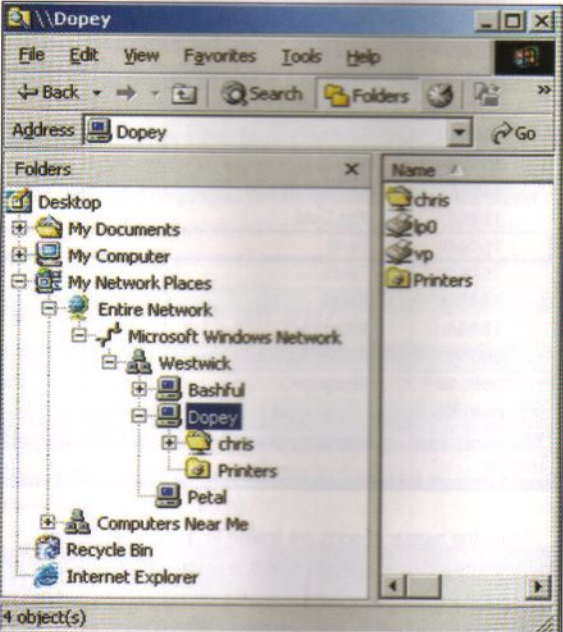 \\Dopey
File Edit View Favorites Tools Help
Back Search Folders »
Address Dopey Go
Folders × Name
Desktop
My Documents
My Computer
My Network Places
Entire Network
Microsoft Windows Network
Westwick
Bashful
Dopey
chris
Printers
Petal
Computers Near Me
Recycle Bin
Internet Explorer
chris
lp0
vp
Printers
4 object(s)